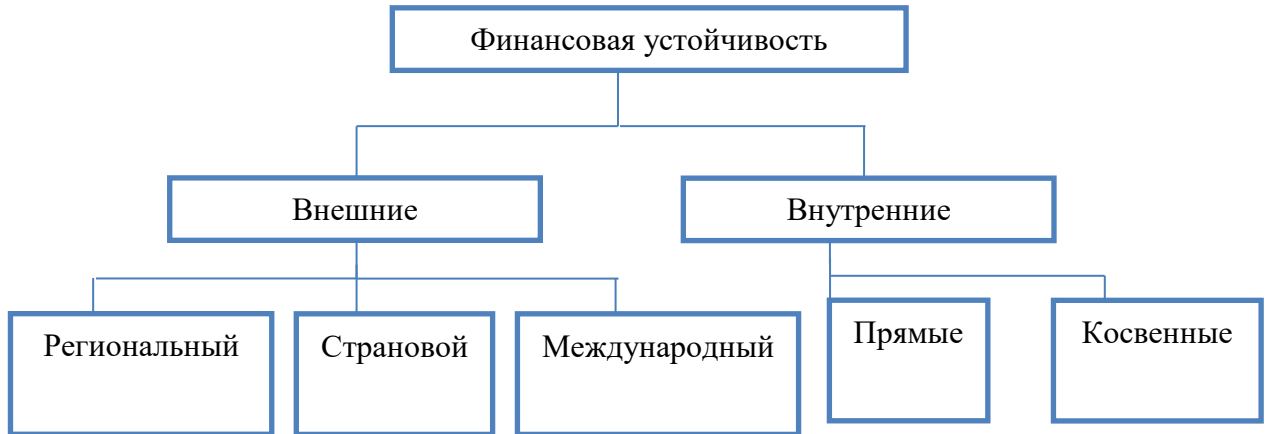 Финансовая устойчивость
Внешние
Внутренние
Региональный
Страновой
Международный
Прямые
Косвенные